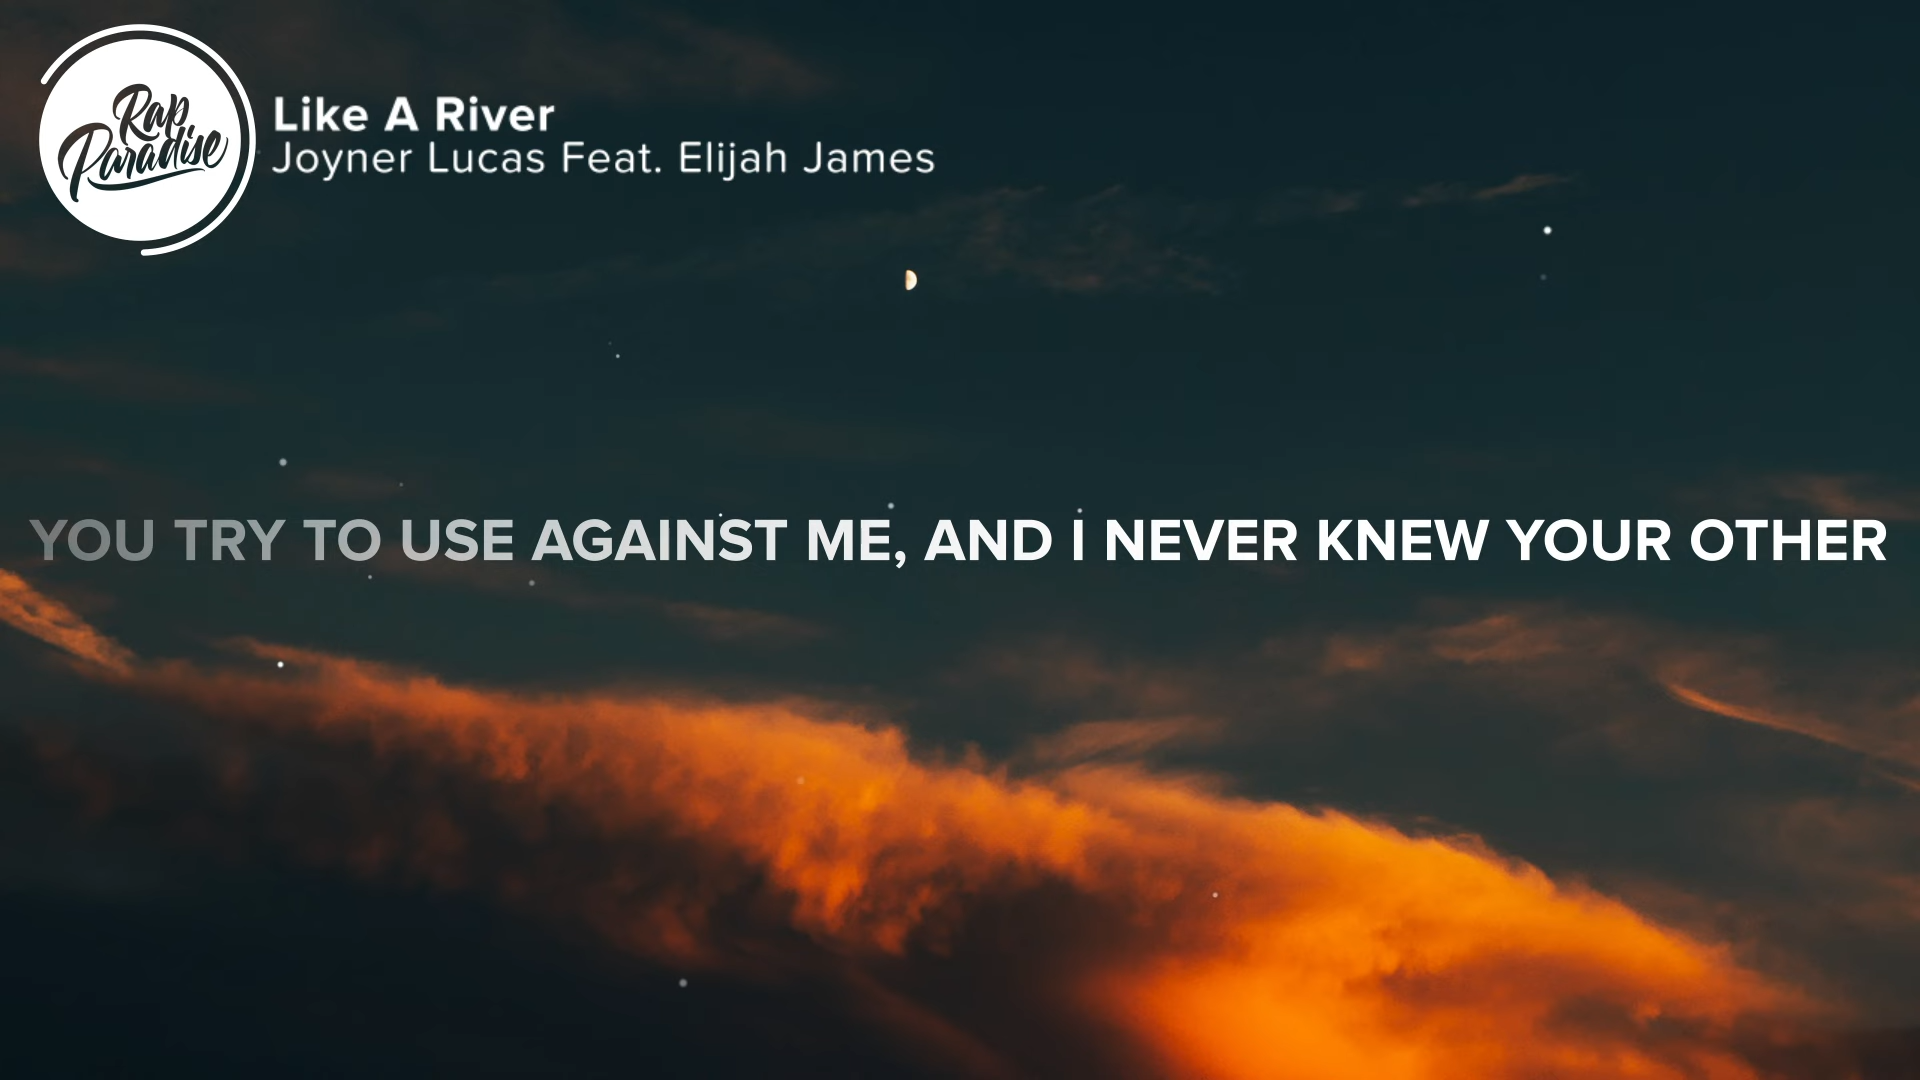 Rap
Paradise
Like A River
Joyner Lucas Feat. Elijah James
YOU TRY TO USE AGAINST ME, AND I NEVER KNEW YOUR OTHER